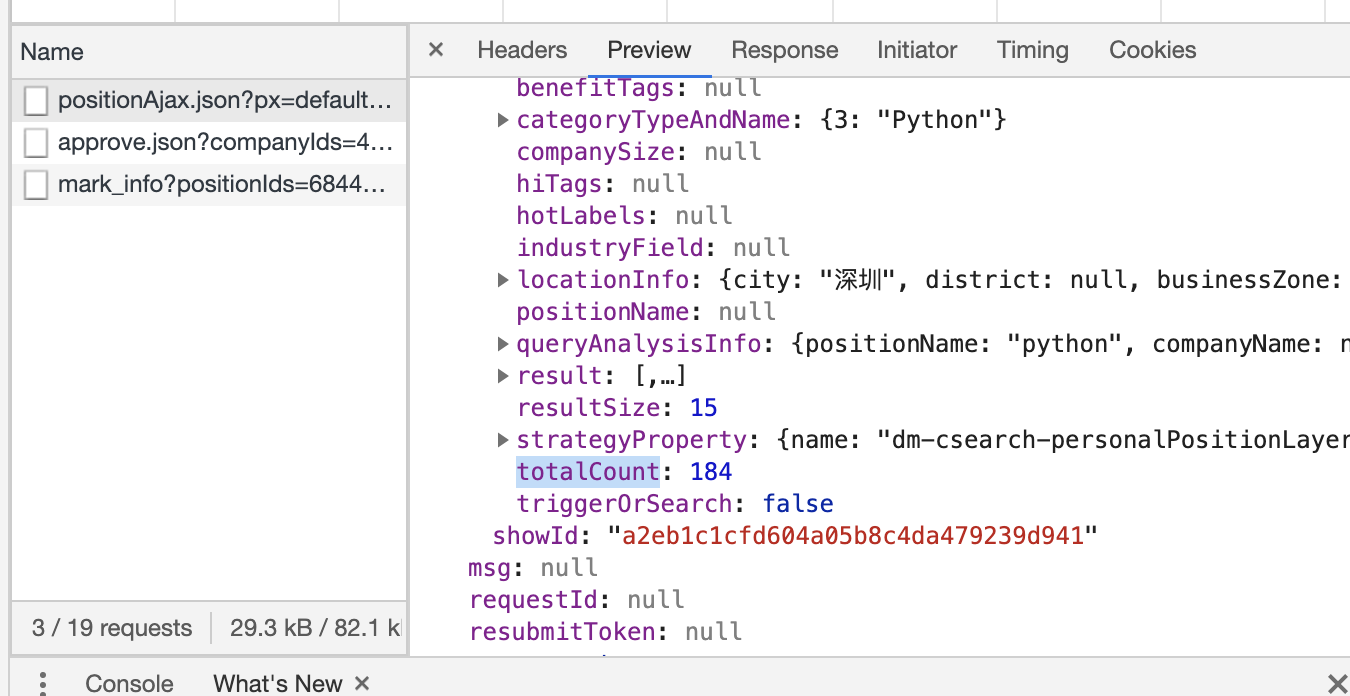 Name
positionAjax.json?px=default…
approve.json?companyIds=4…
mark_info?positionIds=6844…
3 / 19 requests
29.3 kB / 82.1 k
× Headers Preview Response Initiator Timing Cookies
benefitTags: null
▶ categoryTypeAndName: {3: "Python"}
companySize: null
hiTags: null
hotLabels: null
industryField: null
▶ locationInfo: {city: "深圳", district: null, businessZone:
positionName: null
▶ queryAnalysisInfo: {positionName: "python", companyName: n
▶ result: [,…]
resultSize: 15
▶ strategyProperty: {name: "dm-csearch-personalPositionLayer
totalCount: 184
triggerOrSearch: false
showId: "a2eb1c1cfd604a05b8c4da479239d941"
msg: null
requestId: null
resubmitToken: null
Console What's New ×